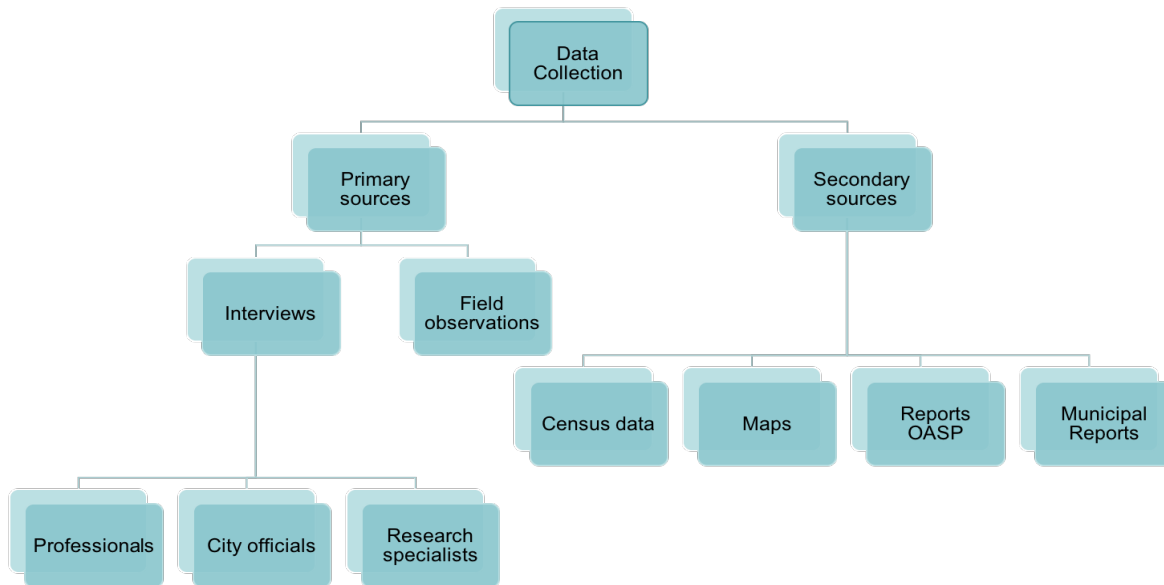 Data
Collection
Primary
sources
Secondary
sources
Interviews
Field
observations
Census data
Maps
Reports
OASP
Municipal
Reports
Professionals
City officials
Research
specialists